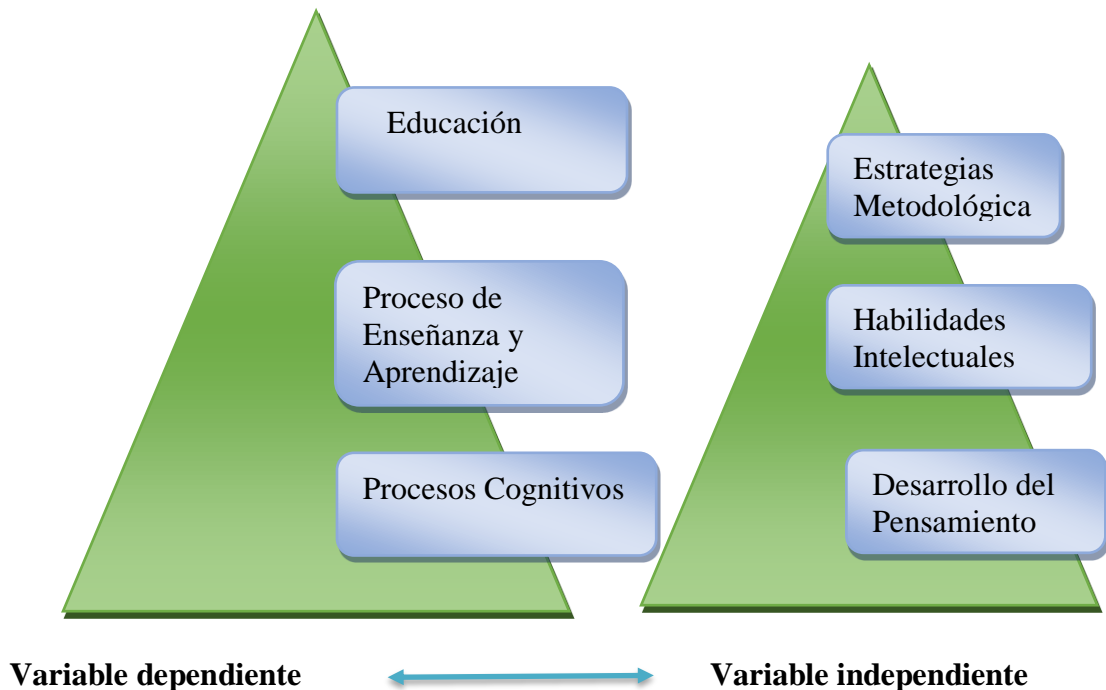 Educación
Proceso de
Enseñanza y
Aprendizaje
Procesos Cognitivos
Estrategias
Metodológica
Habilidades
Intelectuales
Desarrollo del
Pensamiento
Variable dependiente
Variable independiente